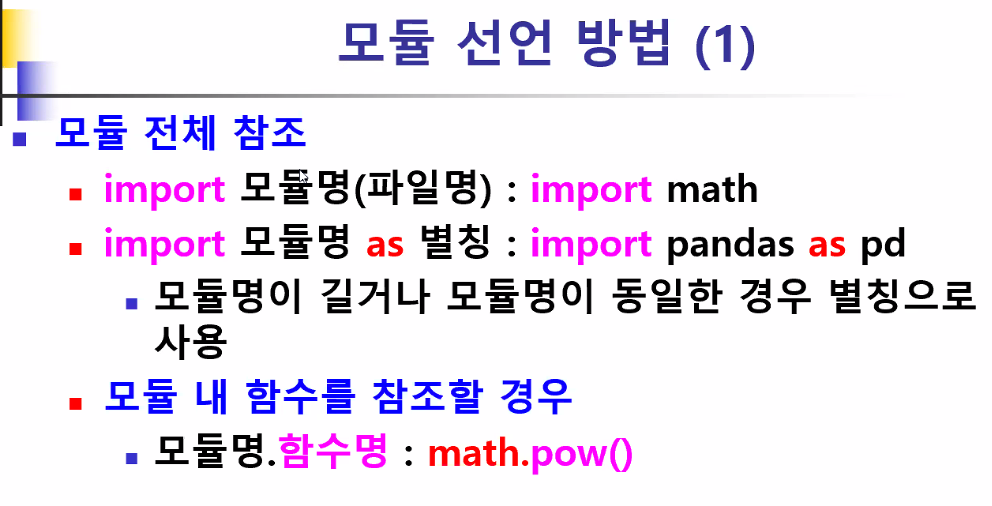 모듈 선언 방법 (1)
모듈 전체 참조
import 모듈명(파일명) : import math
import 모듈명 as 별칭 : import pandas as pd
모듈명이 길거나 모듈명이 동일한 경우 별칭으로
사용
모듈 내 함수를 참조할 경우
모듈명.함수명 : math.pow()